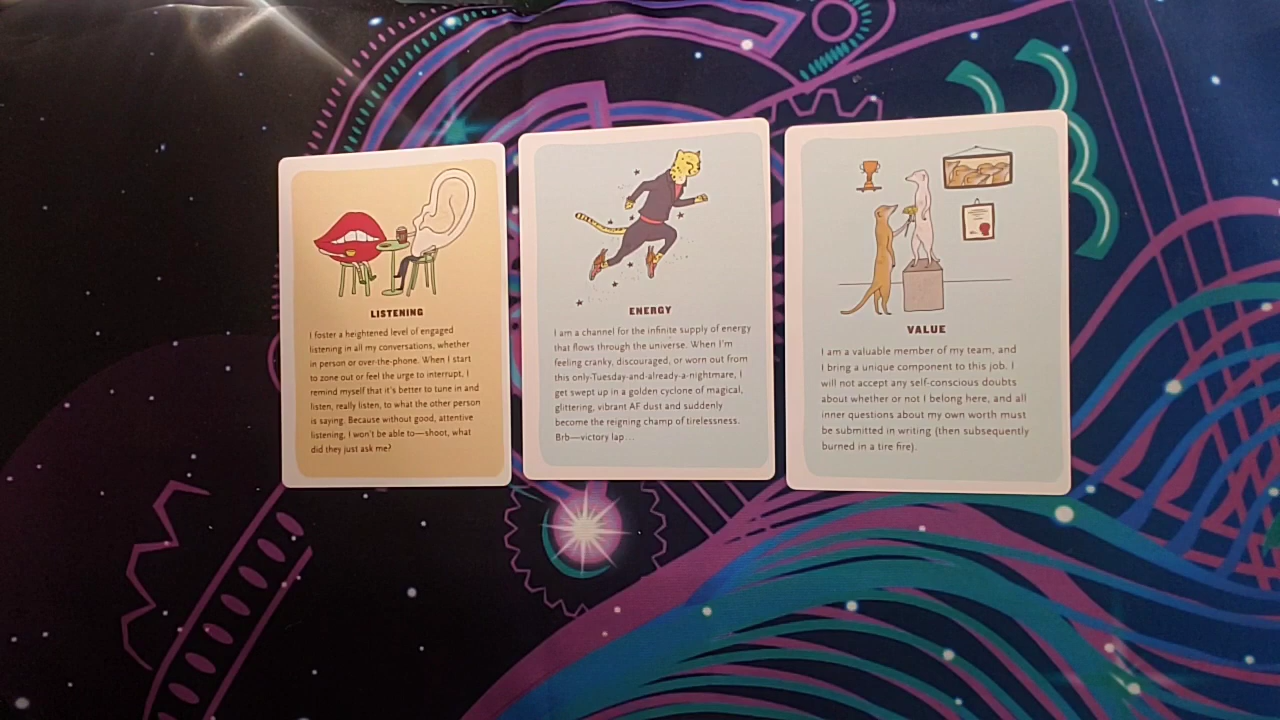 LISTENING
I foster a heightened level of engaged
listening in all my conversations, whether
in person or over-the-phone. When I start
to zone out or feel the urge to interrupt, I
remind myself that it's better to tune in and
listen, really listen, to what the other person
is saying. Because without good, attentive
listening, I won't be able to—shoot, what
did they just ask me?
ENERGY
I am a channel for the infinite supply of energy
that flows through the universe. When I'm
feeling cranky, discouraged, or worn out from
this only-Tuesday-and-already-a-nightmare, I
get swept up in a golden cyclone of magical,
glittering, vibrant AF dust and suddenly
become the reigning champ of tirelessness.
Brb—victory lap...
VALUE
I am a valuable member of my team, and
I bring a unique component to this job. I
will not accept any self-conscious doubts
about whether or not I belong here, and all
inner questions about my own worth must
be submitted in writing (then subsequently
burned in a tire fire).